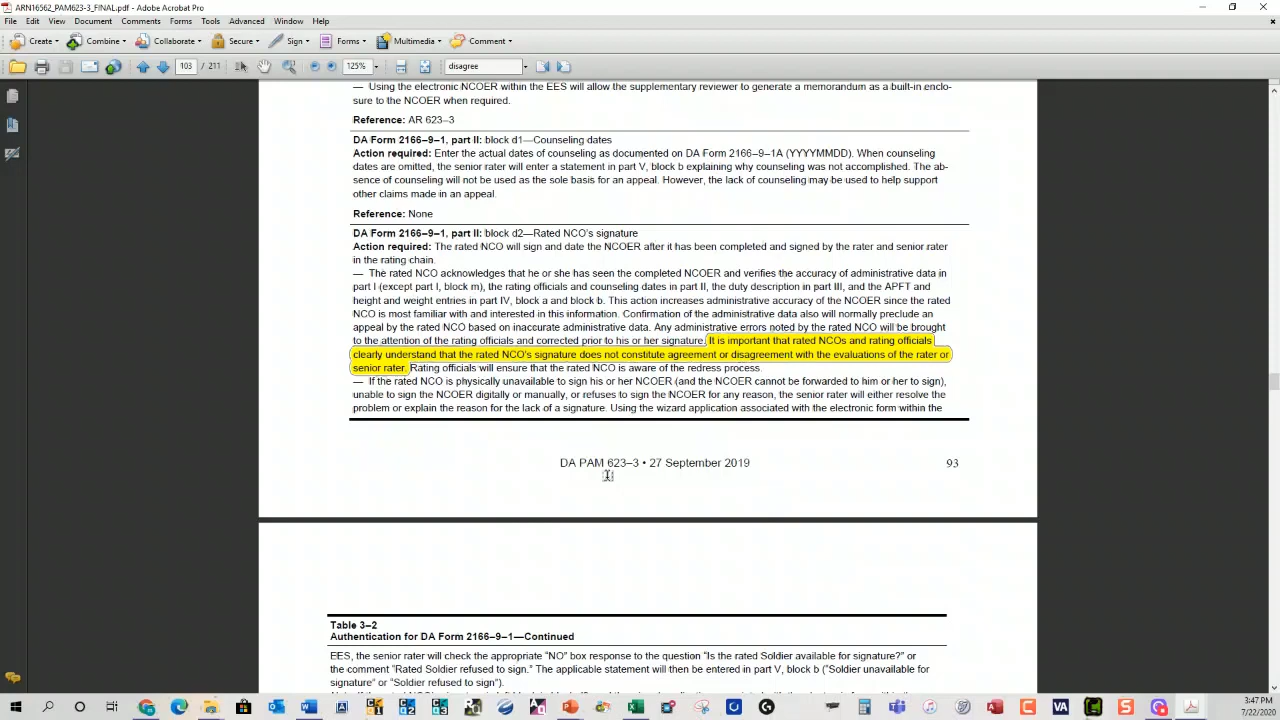 ARN16562_PAM623-3_FINAL.pdf - Adobe Acrobat Pro
File Edit View Document Comments Forms Tools Advanced Window Help
Create Combine Collaborate Secure Sign Forms Multimedia Comment
103 / 211 125% disagree
— Using the electronic NCOER within the EES will allow the supplementary reviewer to generate a memorandum as a built-in enclo-
sure to the NCOER when required.
Reference: AR 623–3
DA Form 2166–9–1, part II: block d1—Counseling dates
Action required: Enter the actual dates of counseling as documented on DA Form 2166–9–1A (YYYYMMDD). When counseling
dates are omitted, the senior rater will enter a statement in part V, block b explaining why counseling was not accomplished. The ab-
sence of counseling will not be used as the sole basis for an appeal. However, the lack of counseling may be used to help support
other claims made in an appeal.
Reference: None
DA Form 2166–9–1, part II: block d2—Rated NCO's signature
Action required: The rated NCO will sign and date the NCOER after it has been completed and signed by the rater and senior rater
in the rating chain.
— The rated NCO acknowledges that he or she has seen the completed NCOER and verifies the accuracy of administrative data in
part I (except part I, block m), the rating officials and counseling dates in part II, the duty description in part III, and the APFT and
height and weight entries in part IV, block a and block b. This action increases administrative accuracy of the NCOER since the rated
NCO is most familiar with and interested in this information. Confirmation of the administrative data also will normally preclude an
appeal by the rated NCO based on inaccurate administrative data. Any administrative errors noted by the rated NCO will be brought
to the attention of the rating officials and corrected prior to his or her signature. It is important that rated NCOs and rating officials
clearly understand that the rated NCO's signature does not constitute agreement or disagreement with the evaluations of the rater or
senior rater. Rating officials will ensure that the rated NCO is aware of the redress process.
— If the rated NCO is physically unavailable to sign his or her NCOER (and the NCOER cannot be forwarded to him or her to sign),
unable to sign the NCOER digitally or manually, or refuses to sign the NCOER for any reason, the senior rater will either resolve the
problem or explain the reason for the lack of a signature. Using the wizard application associated with the electronic form within the
DA PAM 623–3 • 27 September 2019 93
Table 3–2
Authentication for DA Form 2166–9–1—Continued
EES, the senior rater will check the appropriate "NO" box response to the question "Is the rated Soldier available for signature?" or
the comment "Rated Soldier refused to sign." The applicable statement will then be entered in part V, block b ("Soldier unavailable for
signature" or "Soldier refused to sign").
3:47 PM
7/22/2020